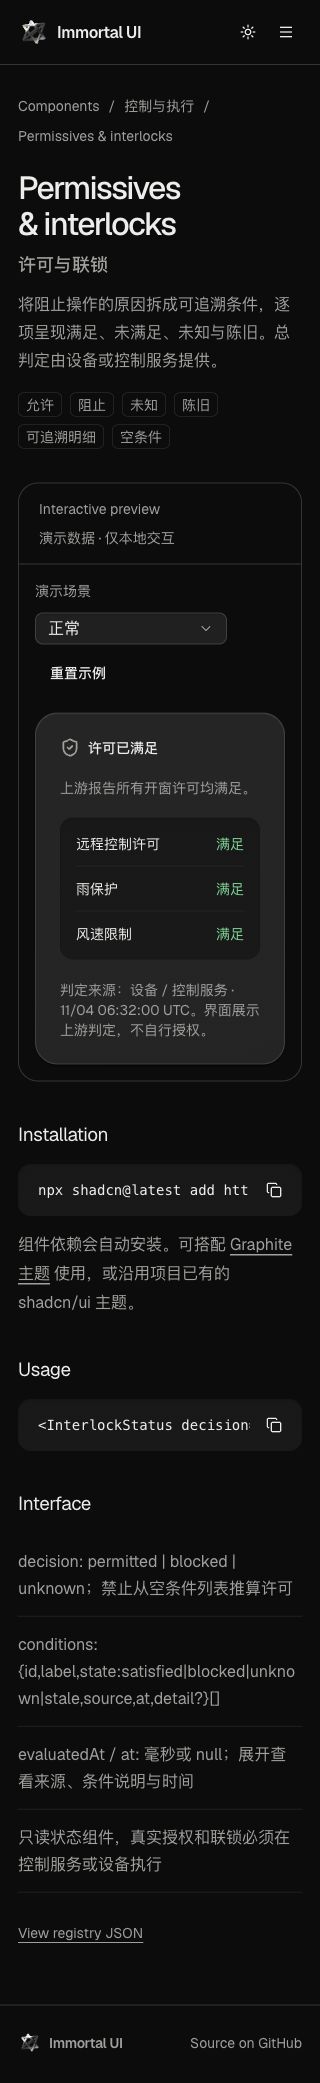 Immortal UI
Components / 控制与执行 /
Permissives & interlocks
Permissives
& interlocks
许可与联锁
将阻止操作的原因拆成可追溯条件，逐
项呈现满足、未满足、未知与陈旧。总
判定由设备或控制服务提供。
允许 阻止 未知 陈旧
可追溯明细 空条件
Interactive preview
演示数据 · 仅本地交互
演示场景
正常
重置示例
许可已满足
上游报告所有开窗许可均满足。
远程控制许可 满足
雨保护 满足
风速限制 满足
判定来源：设备 / 控制服务 ·
11/04 06:32:00 UTC。界面展示
上游判定，不自行授权。
Installation
npx shadcn@latest add htt
组件依赖会自动安装。可搭配 Graphite
主题 使用，或沿用项目已有的
shadcn/ui 主题。
Usage
<InterlockStatus decision
Interface
decision: permitted | blocked |
unknown；禁止从空条件列表推算许可
conditions:
{id,label,state:satisfied|blocked|unkno
wn|stale,source,at,detail?}[]
evaluatedAt / at: 毫秒或 null；展开查
看来源、条件说明与时间
只读状态组件，真实授权和联锁必须在
控制服务或设备执行
View registry JSON
Immortal UI Source on GitHub